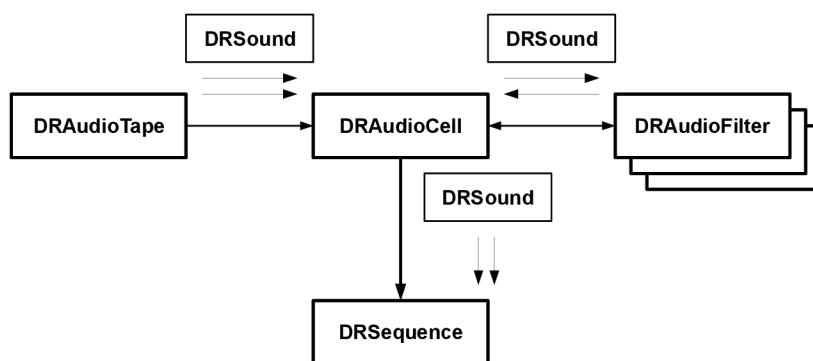 DRSound
DRSound
DRAudioTape
DRAudioCell
DRAudioFilter
DRSound
DRSequence